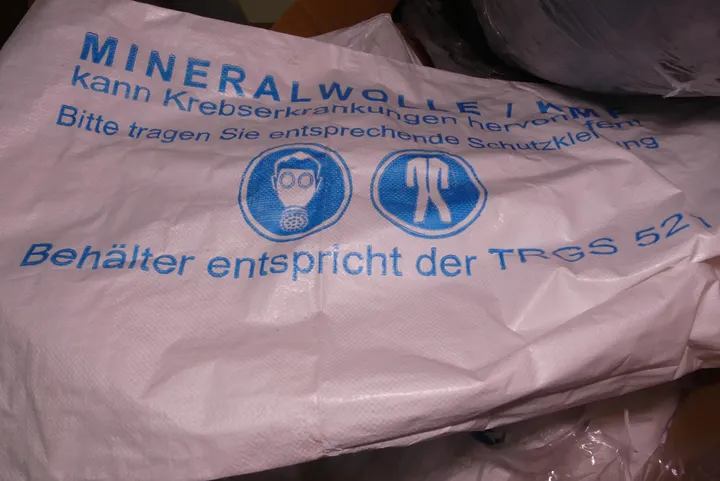 MINERALWOLLE / KMF
kann Krebserkrankungen hervorrufen!
Bitte tragen Sie entsprechende Schutzkleidung
Behälter entspricht der TRGS 521